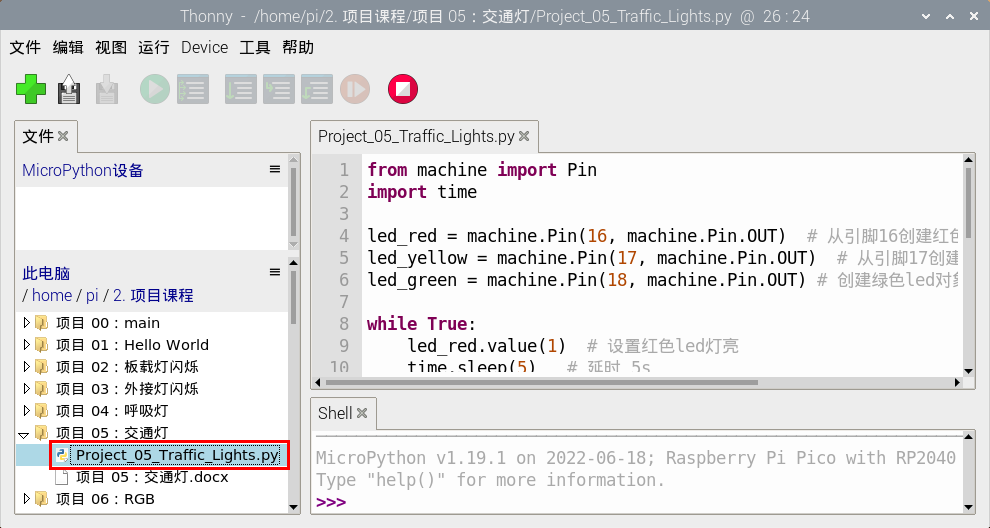 Thonny - /home/pi/2. 项目课程/项目 05：交通灯/Project_05_Traffic_Lights.py @ 26 : 24
文件 编辑 视图 运行 Device 工具 帮助
文件
MicroPython设备
此电脑
/ home / pi / 2. 项目课程
项目 00：main
项目 01：Hello World
项目 02：板载灯闪烁
项目 03：外接灯闪烁
项目 04：呼吸灯
项目 05：交通灯
Project_05_Traffic_Lights.py
项目 05：交通灯.docx
项目 06：RGB
Project_05_Traffic_Lights.py
1 from machine import Pin
2 import time
3
4 led_red = machine.Pin(16, machine.Pin.OUT) # 从引脚16创建红色
5 led_yellow = machine.Pin(17, machine.Pin.OUT) # 从引脚17创建
6 led_green = machine.Pin(18, machine.Pin.OUT) # 创建绿色led对象
7
8 while True:
9 led_red.value(1) # 设置红色led灯亮
10 time.sleep(5) # 延时 5s
Shell
MicroPython v1.19.1 on 2022-06-18; Raspberry Pi Pico with RP2040
Type "help()" for more information.
>>>